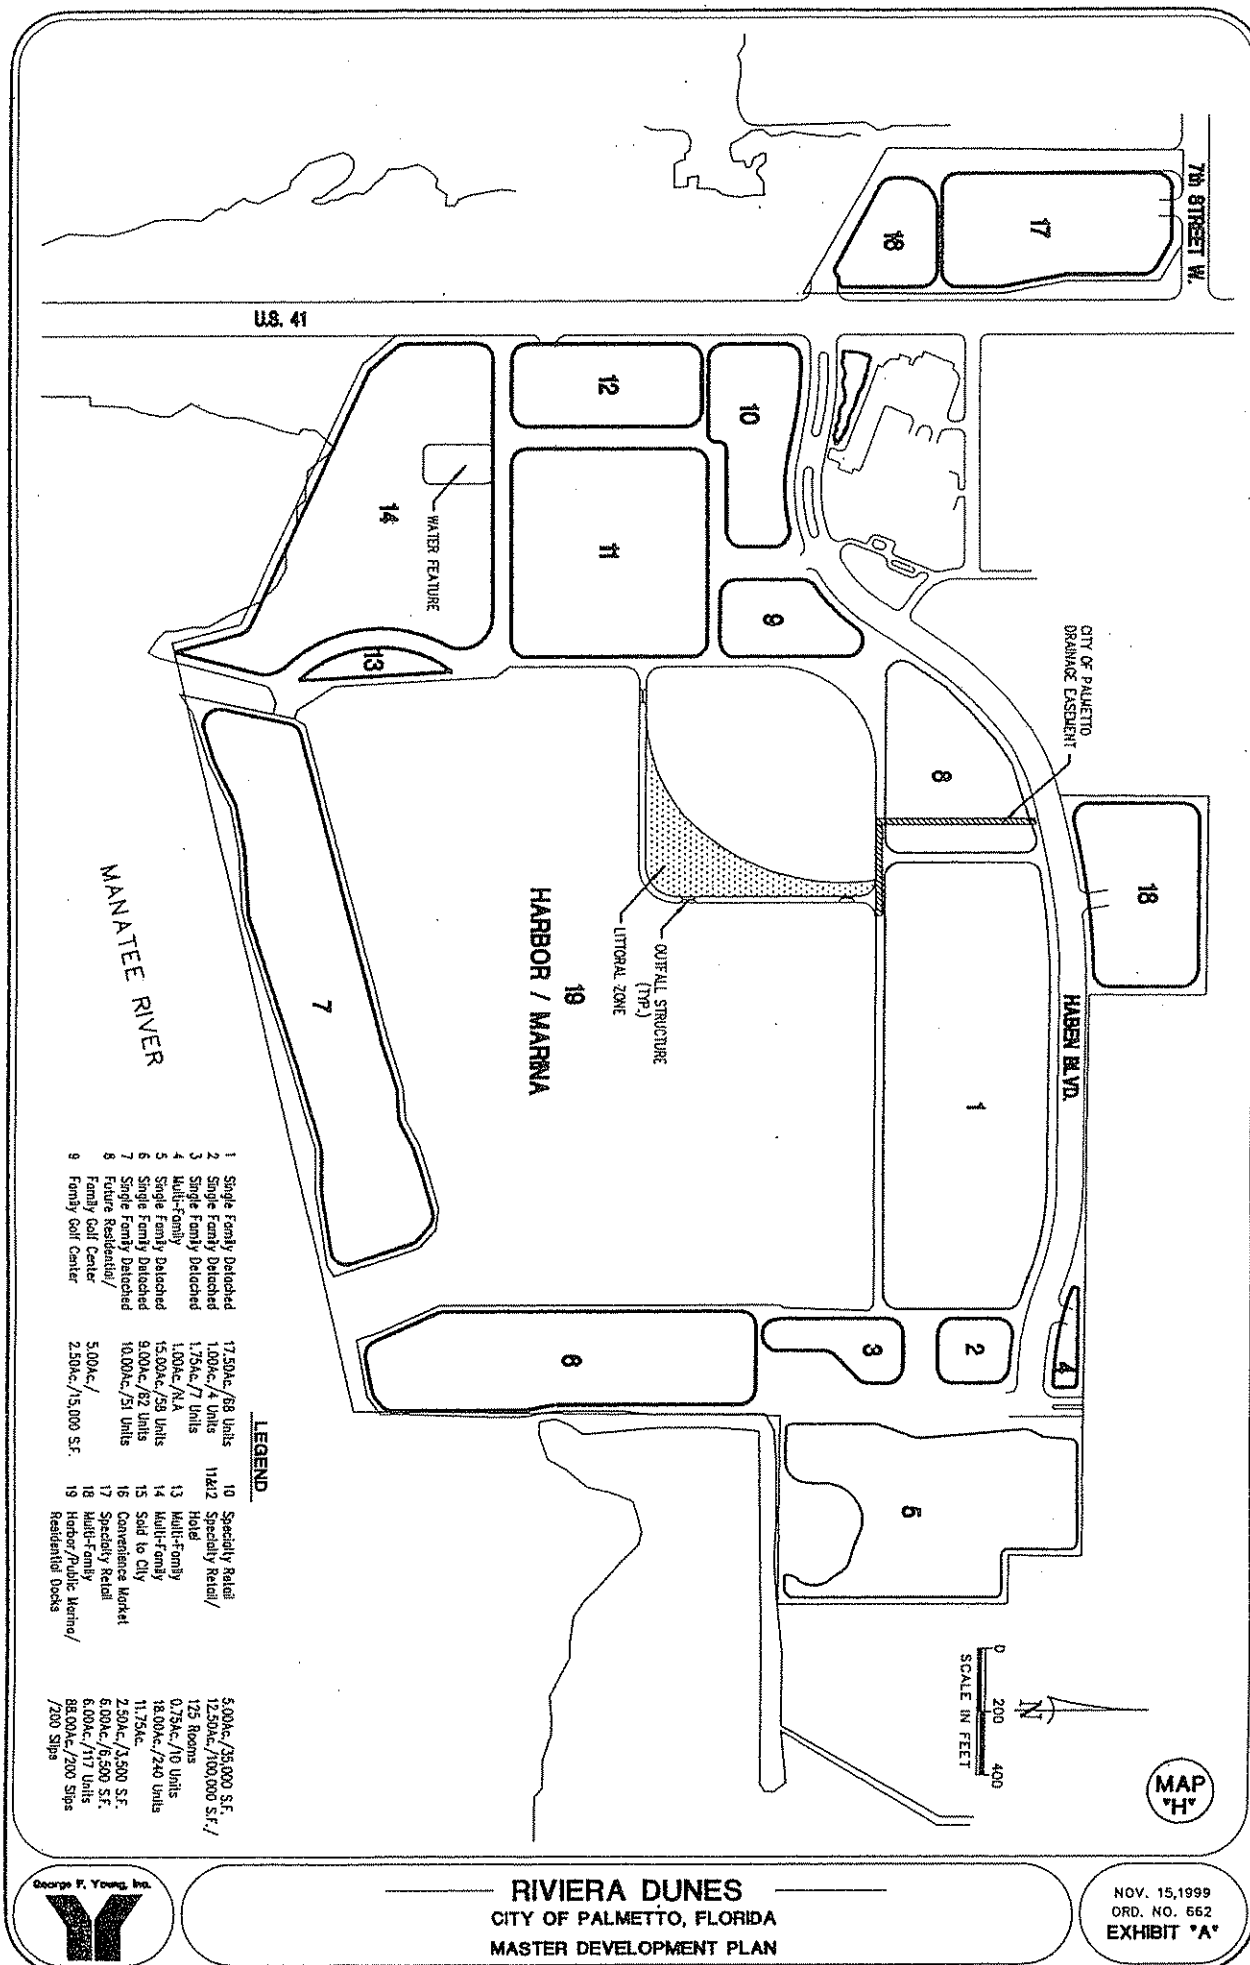 7th STREET W.
17
16
U.S. 41
12
10
11
14
WATER FEATURE
13
9
CITY OF PALMETTO
DRAINAGE EASEMENT
8
18
HABEN BLVD.
1
OUTFALL STRUCTURE
(TYP.)
LITTORAL ZONE
19
HARBOR / MARINA
7
MANATEE RIVER
6
3
2
4
5
0 200 400
SCALE IN FEET
N
MAP
"H"
LEGEND
1 Single Family Detached 17.50Ac./68 Units
2 Single Family Detached 1.00Ac./4 Units
3 Single Family Detached 1.75Ac./7 Units
4 Multi-Family 1.00Ac./N.A
5 Single Family Detached 15.00Ac./58 Units
6 Single Family Detached 9.00Ac./62 Units
7 Single Family Detached 10.00Ac./51 Units
8 Future Residential/
Family Golf Center 5.00Ac./
9 Family Golf Center 2.50Ac./15,000 S.F.
10 Specialty Retail 5.00Ac./35,000 S.F.
11&12 Specialty Retail/ 12.50Ac./100,000 S.F./
Hotel 125 Rooms
13 Multi-Family 0.75Ac./10 Units
14 Multi-Family 18.00Ac./240 Units
15 Sold to City 11.75Ac.
16 Convenience Market 2.50Ac./3,500 S.F.
17 Specialty Retail 6.00Ac./6,500 S.F.
18 Multi-Family 6.00Ac./117 Units
19 Harbor/Public Marina/ 88.00Ac./200 Slips
Residential Docks /200 Slips
George F. Young, Inc.
RIVIERA DUNES
CITY OF PALMETTO, FLORIDA
MASTER DEVELOPMENT PLAN
NOV. 15,1999
ORD. NO. 662
EXHIBIT "A"